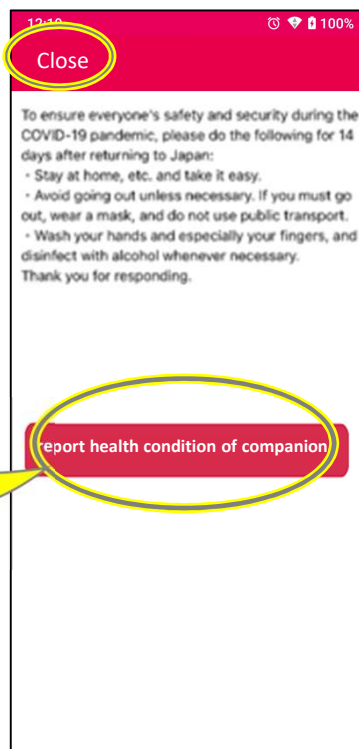 12:19 100%
Close
To ensure everyone's safety and security during the
COVID-19 pandemic, please do the following for 14
days after returning to Japan:
・Stay at home, etc. and take it easy.
・Avoid going out unless necessary. If you must go
out, wear a mask, and do not use public transport.
・Wash your hands and especially your fingers, and
disinfect with alcohol whenever necessary.
Thank you for responding.
report health condition of companion